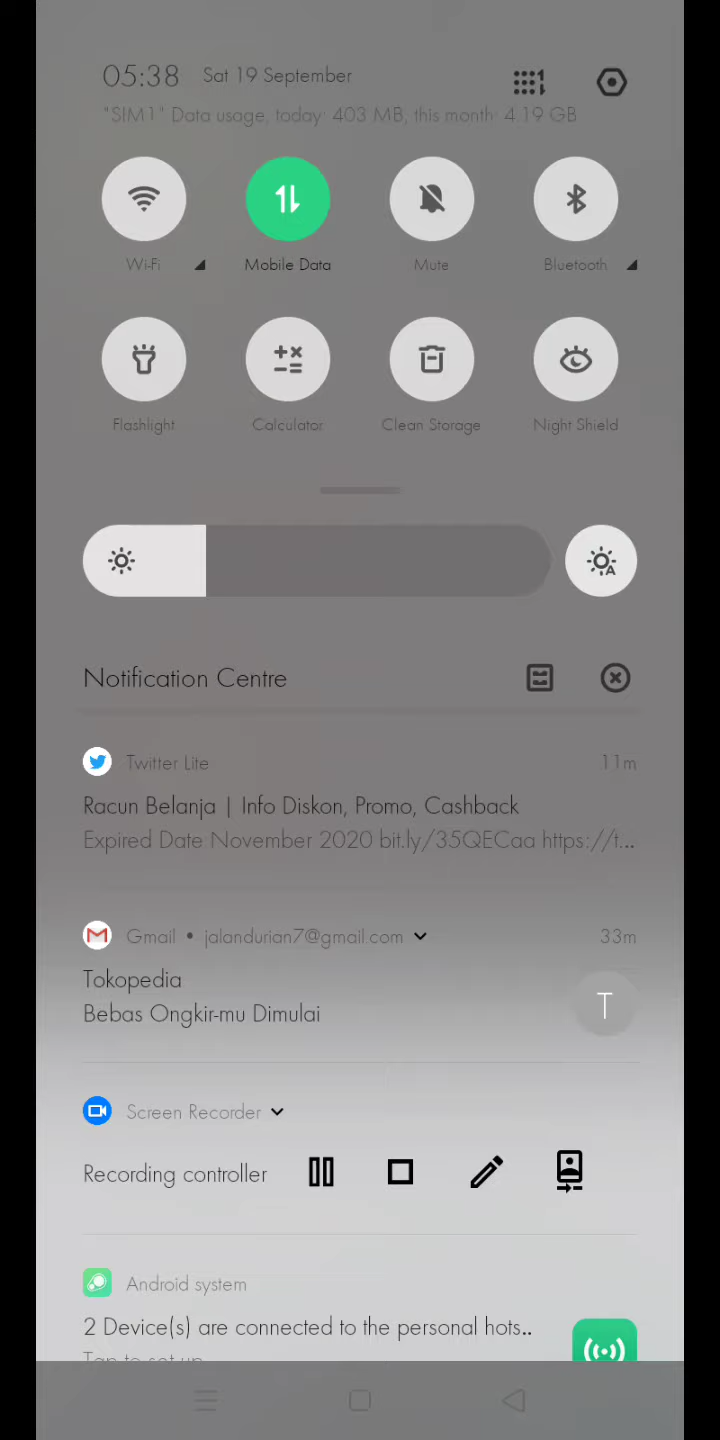 05:38 Sat 19 September
"SIM1" Data usage, today: 403 MB, this month: 4.19 GB
Wi-Fi Mobile Data Mute Bluetooth
Flashlight Calculator Clean Storage Night Shield
Notification Centre
Twitter Lite 11m
Racun Belanja | Info Diskon, Promo, Cashback
Expired Date November 2020 bit.ly/35QECaa https://t...
Gmail • jalandurian7@gmail.com 33m
Tokopedia
Bebas Ongkir-mu Dimulai
T
Screen Recorder
Recording controller
Android system
2 Device(s) are connected to the personal hots..
Tap to set up